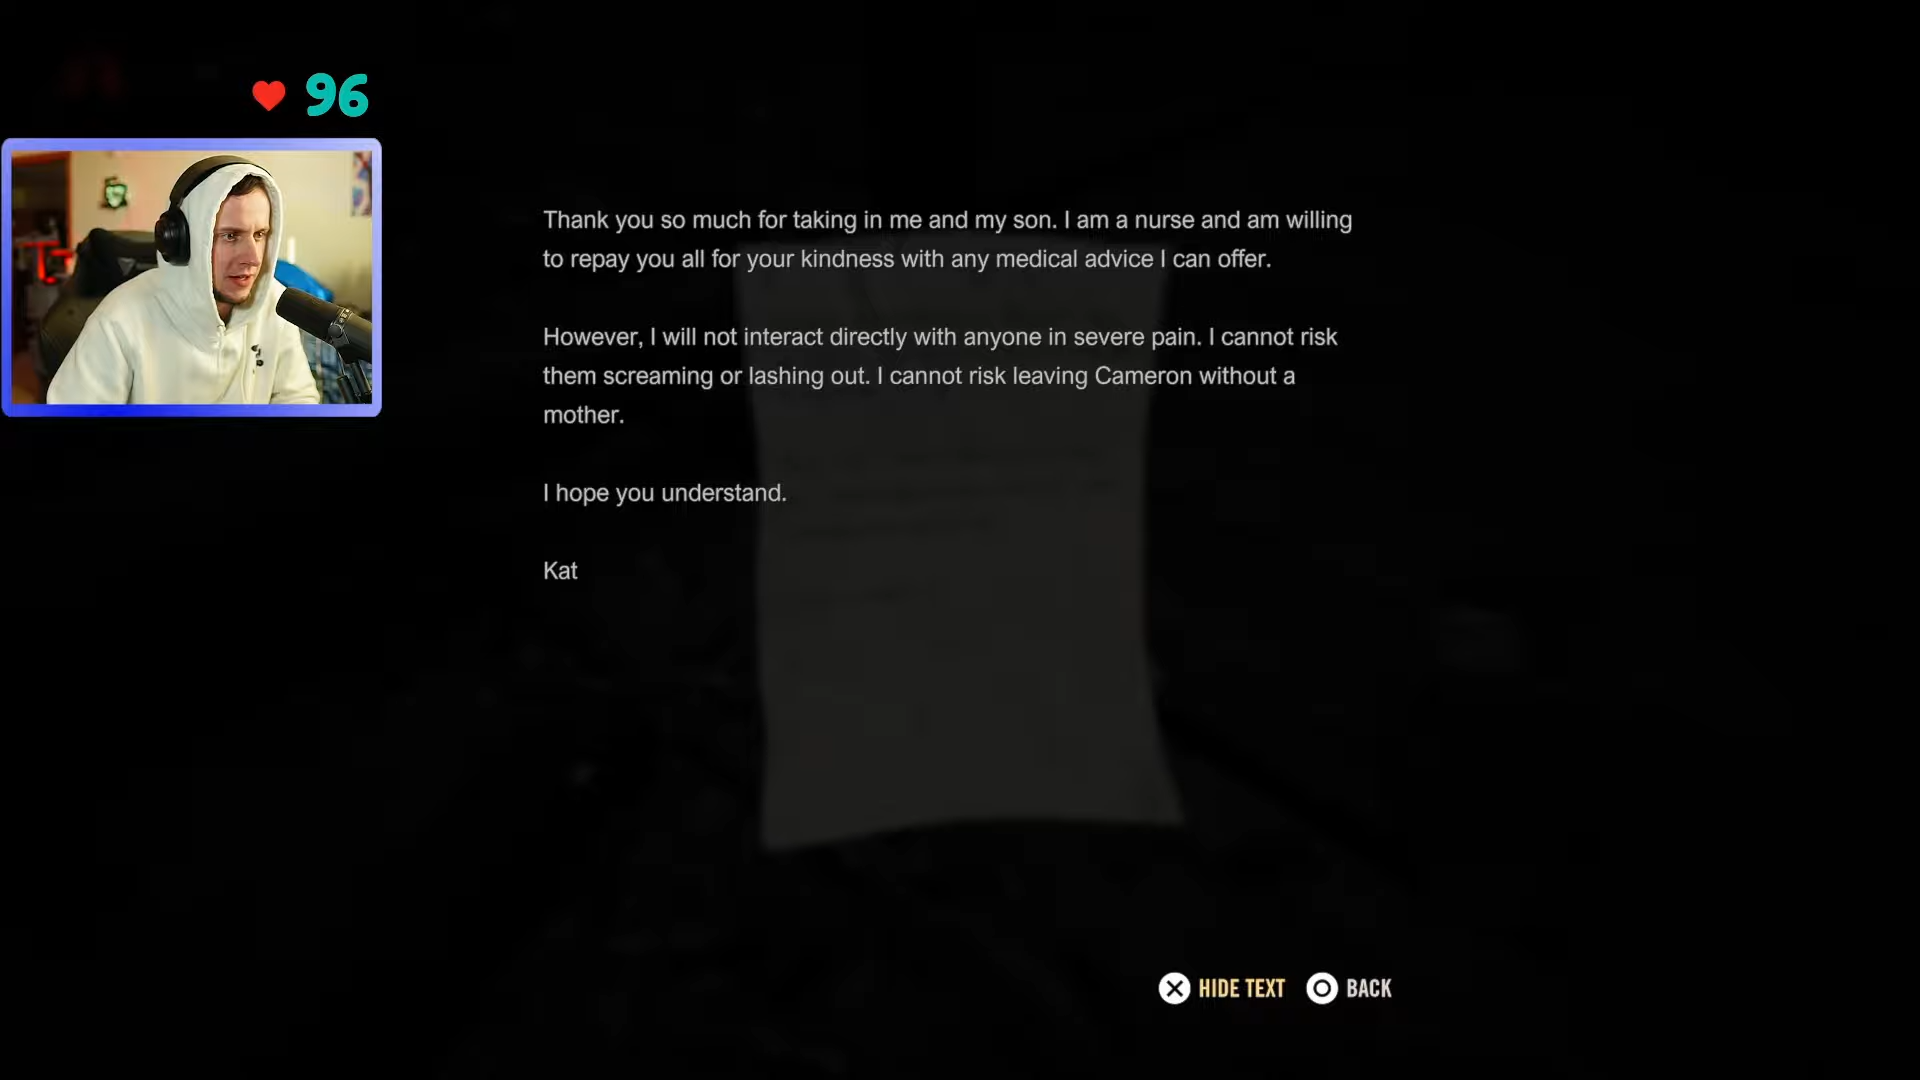 96
Thank you so much for taking in me and my son. I am a nurse and am willing
to repay you all for your kindness with any medical advice I can offer.
However, I will not interact directly with anyone in severe pain. I cannot risk
them screaming or lashing out. I cannot risk leaving Cameron without a
mother.
I hope you understand.
Kat
HIDE TEXT
BACK